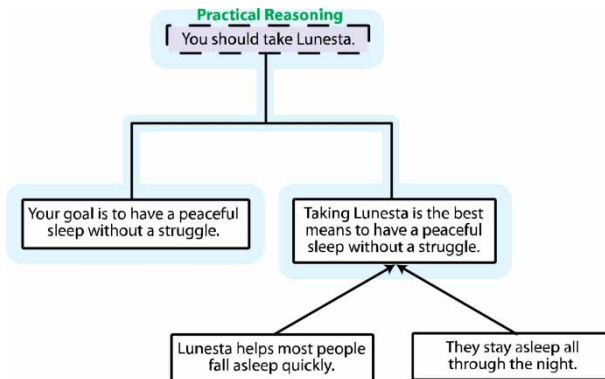 Practical Reasoning
You should take Lunesta.
Your goal is to have a peaceful
sleep without a struggle.
Taking Lunesta is the best
means to have a peaceful
sleep without a struggle.
Lunesta helps most people
fall asleep quickly.
They stay asleep all
through the night.